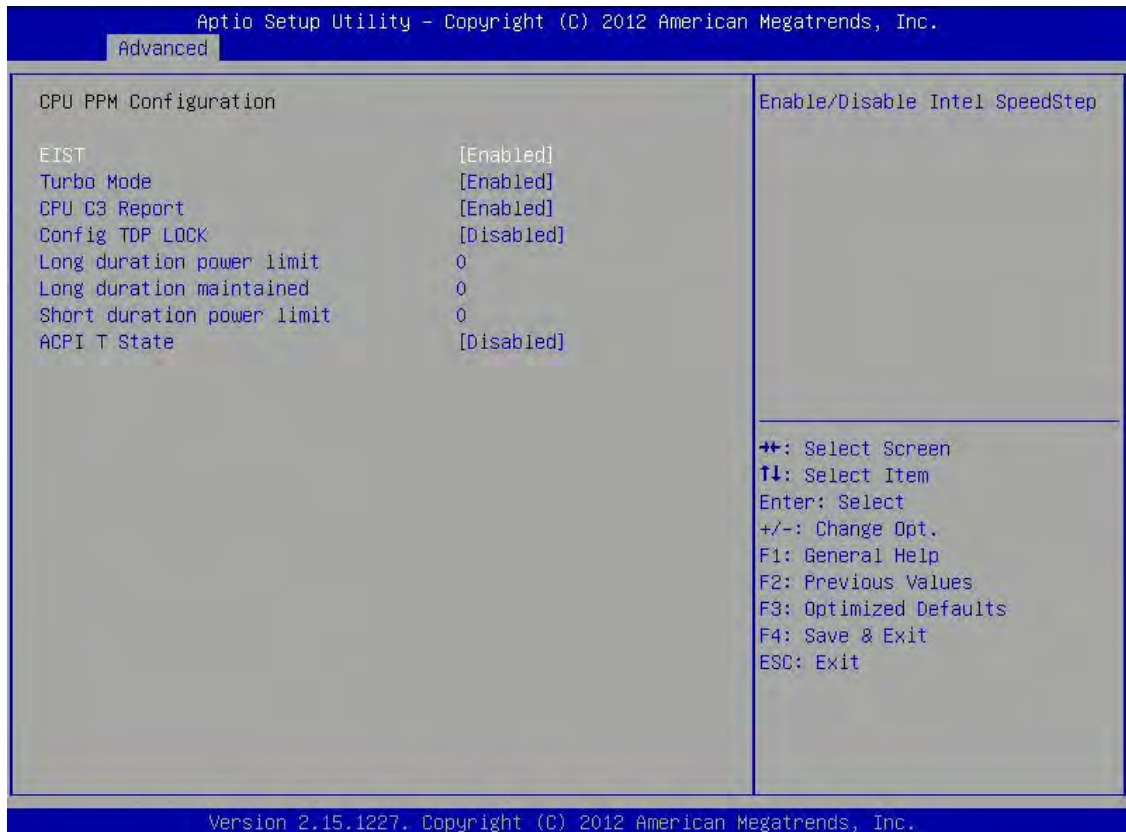 Aptio Setup Utility – Copyright (C) 2012 American Megatrends, Inc.
Advanced
CPU PPM Configuration
EIST [Enabled]
Turbo Mode [Enabled]
CPU C3 Report [Enabled]
Config TDP LOCK [Disabled]
Long duration power limit 0
Long duration maintained 0
Short duration power limit 0
ACPI T State [Disabled]
Enable/Disable Intel SpeedStep
→←: Select Screen
↑↓: Select Item
Enter: Select
+/-: Change Opt.
F1: General Help
F2: Previous Values
F3: Optimized Defaults
F4: Save & Exit
ESC: Exit
Version 2.15.1227. Copyright (C) 2012 American Megatrends, Inc.